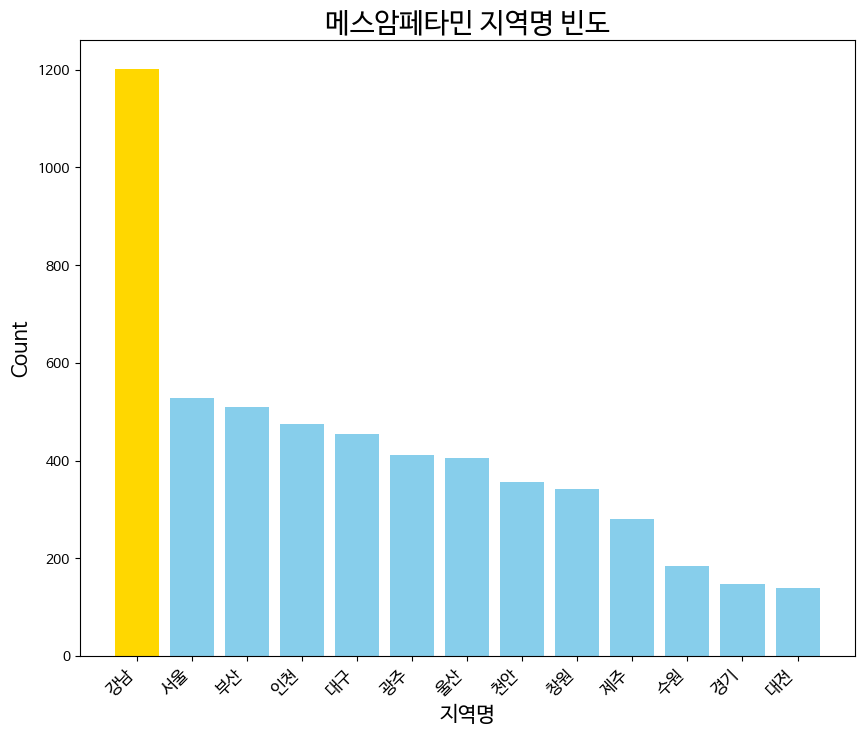 메스암페타민 지역명 빈도
Count
1200
1000
800
600
400
200
0
강남
서울
부산
인천
대구
광주
울산
천안
창원
제주
수원
경기
대전
지역명